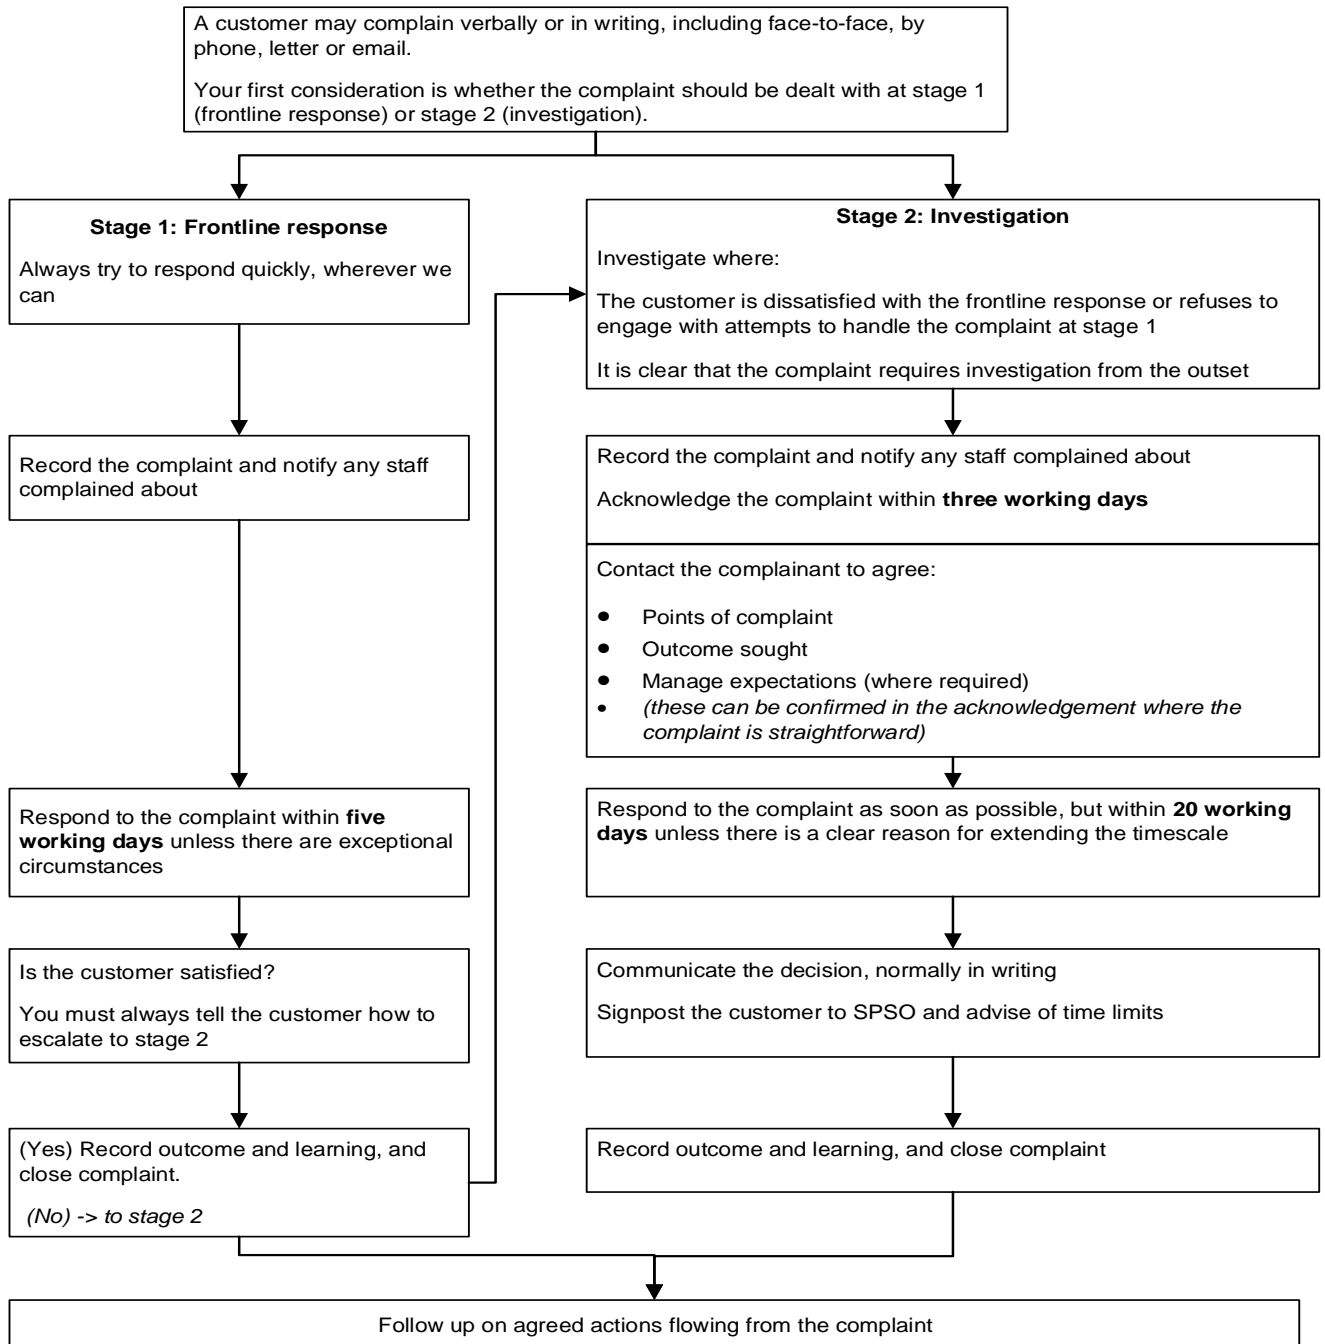 A customer may complain verbally or in writing, including face-to-face, by
phone, letter or email.
Your first consideration is whether the complaint should be dealt with at stage 1
(frontline response) or stage 2 (investigation).
Stage 1: Frontline response
Always try to respond quickly, wherever we
can
Record the complaint and notify any staff
complained about
Respond to the complaint within five
working days unless there are exceptional
circumstances
Is the customer satisfied?
You must always tell the customer how to
escalate to stage 2
(Yes) Record outcome and learning, and
close complaint.
(No) -> to stage 2
Stage 2: Investigation
Investigate where:
The customer is dissatisfied with the frontline response or refuses to
engage with attempts to handle the complaint at stage 1
It is clear that the complaint requires investigation from the outset
Record the complaint and notify any staff complained about
Acknowledge the complaint within three working days
Contact the complainant to agree:
• Points of complaint
• Outcome sought
• Manage expectations (where required)
• (these can be confirmed in the acknowledgement where the
complaint is straightforward)
Respond to the complaint as soon as possible, but within 20 working
days unless there is a clear reason for extending the timescale
Communicate the decision, normally in writing
Signpost the customer to SPSO and advise of time limits
Record outcome and learning, and close complaint
Follow up on agreed actions flowing from the complaint